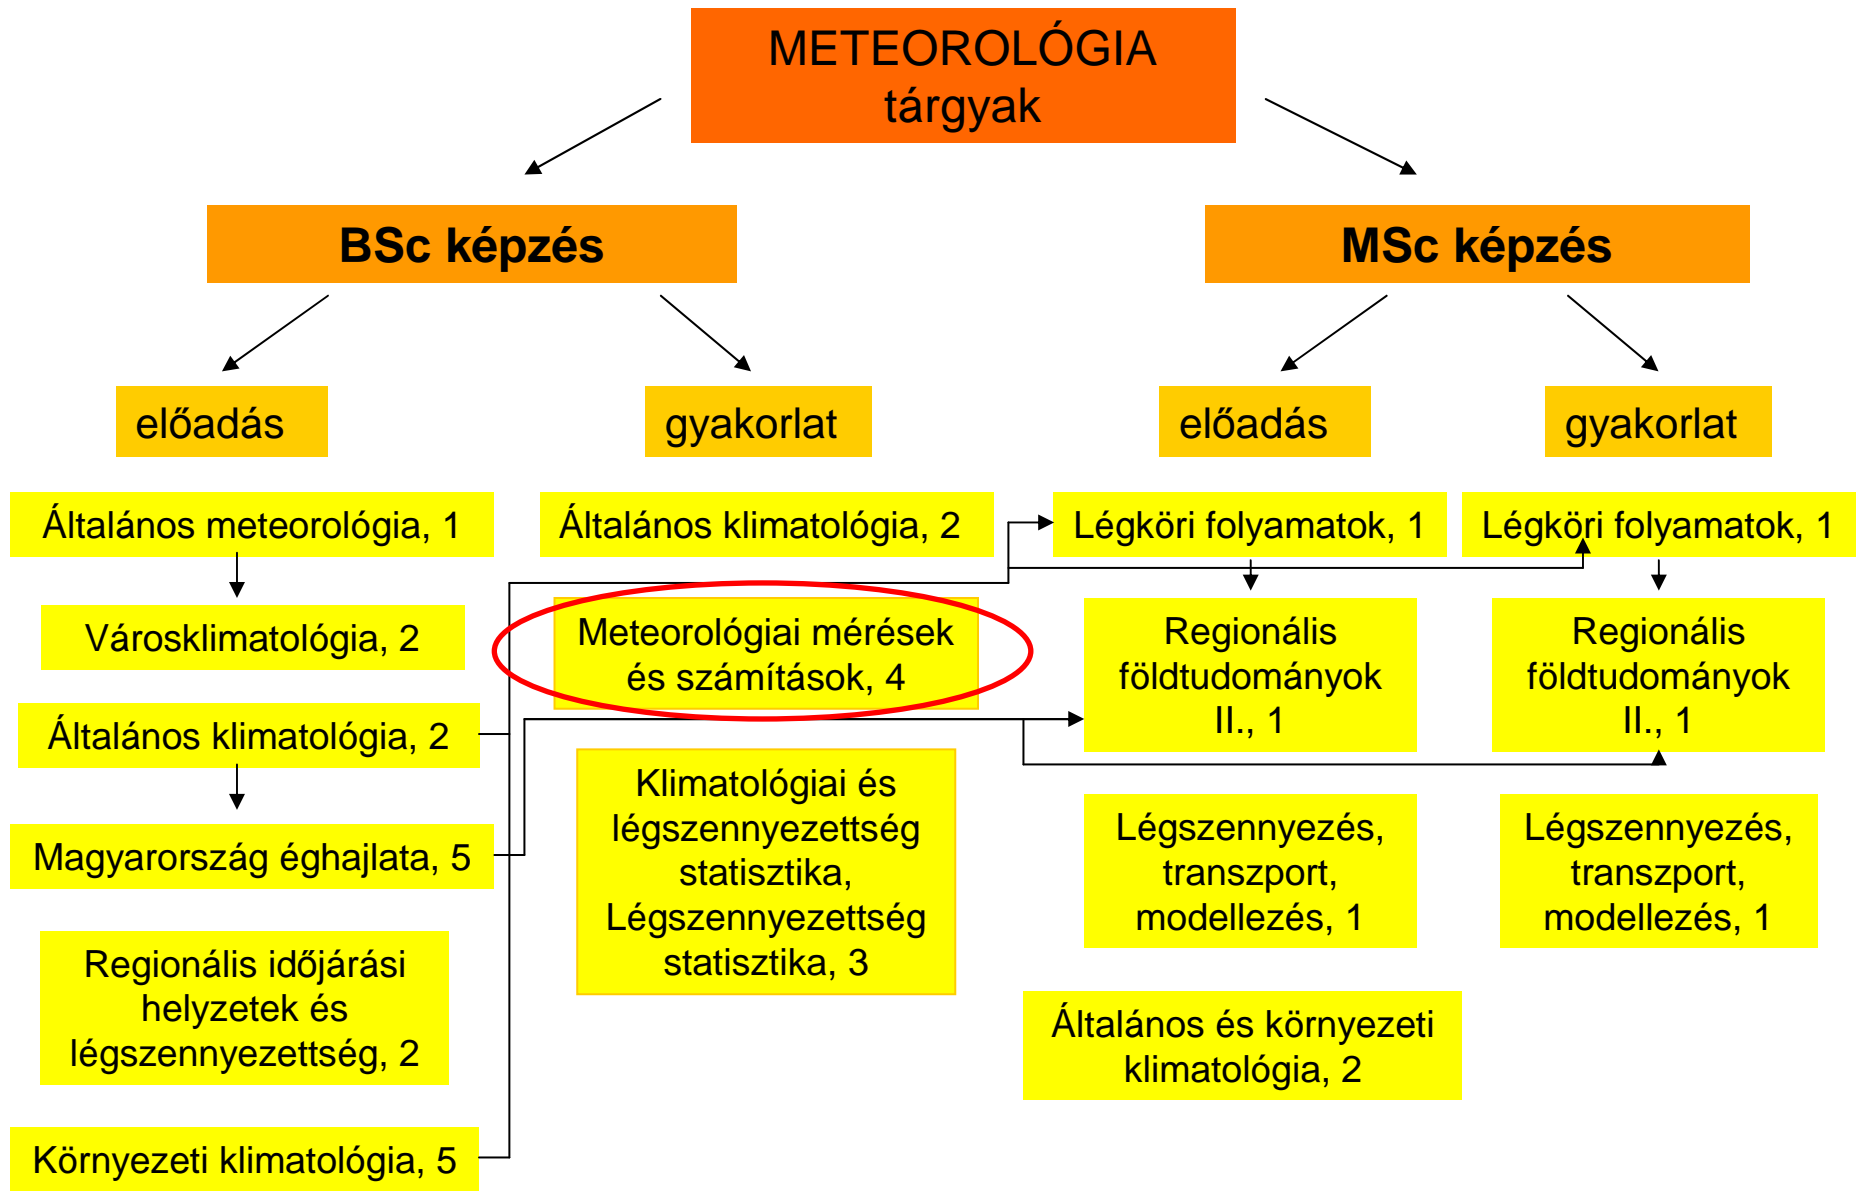 METEOROLÓGIA
tárgyak
BSc képzés
MSc képzés
előadás
gyakorlat
előadás
gyakorlat
Általános meteorológia, 1
Városklimatológia, 2
Általános klimatológia, 2
Magyarország éghajlata, 5
Regionális időjárási
helyzetek és
légszennyezettség, 2
Környezeti klimatológia, 5
Általános klimatológia, 2
Meteorológiai mérések
és számítások, 4
Klimatológiai és
légszennyezettség
statisztika,
Légszennyezettség
statisztika, 3
Légköri folyamatok, 1
Regionális
földtudományok
II., 1
Légszennyezés,
transzport,
modellezés, 1
Általános és környezeti
klimatológia, 2
Légköri folyamatok, 1
Regionális
földtudományok
II., 1
Légszennyezés,
transzport,
modellezés, 1